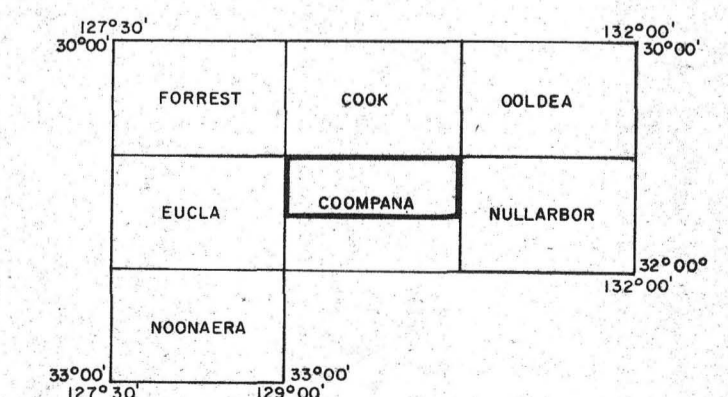 127°30' 132°00'
30°00' 30°00'
FORREST COOK OOLDEA
EUCLA COOMPANA NULLARBOR
32°00°
132°00'
NOONAERA
33°00' 33°00'
127°30' 129°00'